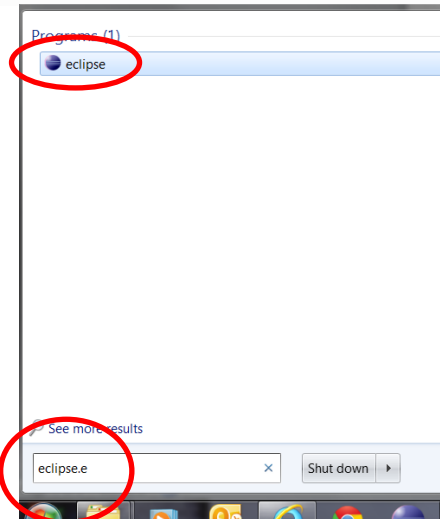 Programs (1)
eclipse
See more results
eclipse.e
Shut down